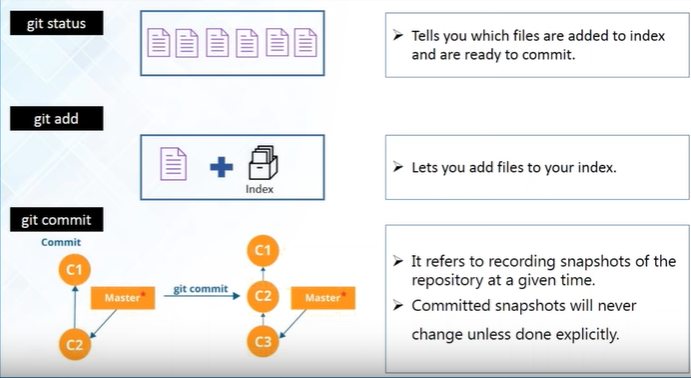 git status
➢ Tells you which files are added to index
and are ready to commit.
git add
Index
➢ Lets you add files to your index.
git commit
Commit
C1
Master*
C2
git commit
C1
C2
Master*
C3
➢ It refers to recording snapshots of the
repository at a given time.
➢ Committed snapshots will never
change unless done explicitly.